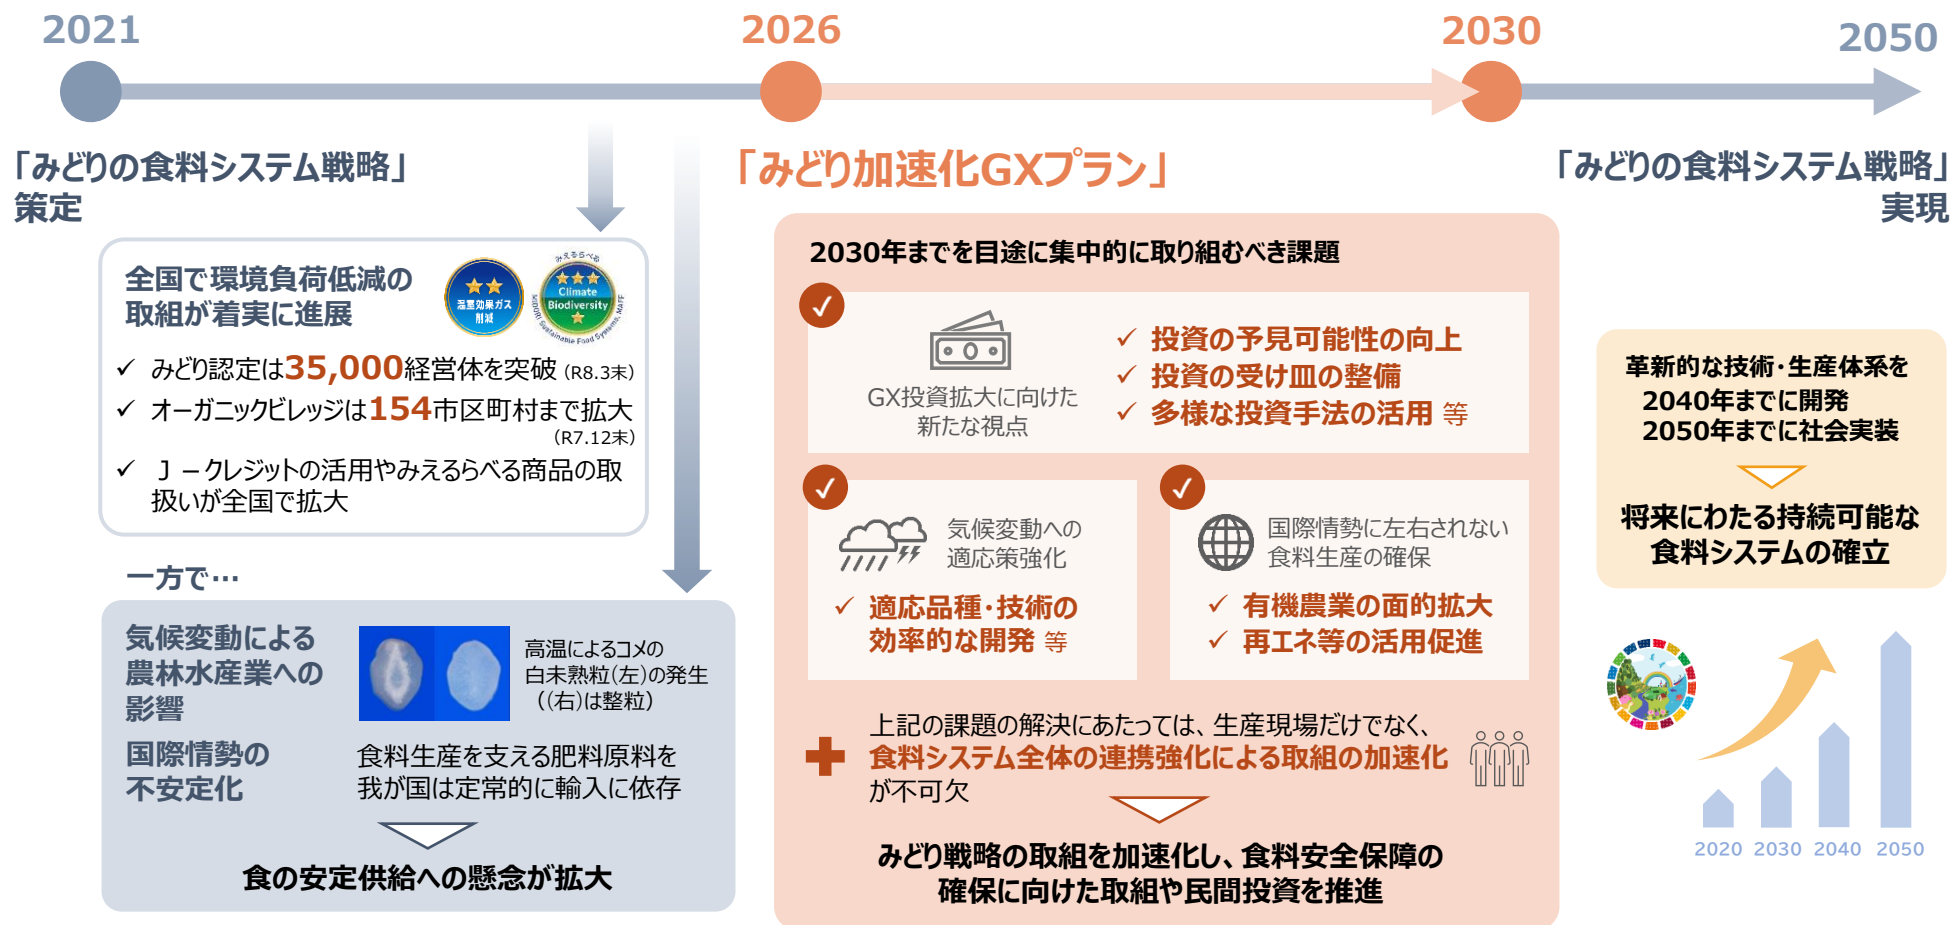 2021
2026
2030
2050
「みどりの食料システム戦略」
策定
全国で環境負荷低減の
取組が着実に進展
温室効果ガス
削減
みえるらべる
Climate
Biodiversity
MIDORI Sustainable Food Systems, MAFF
✓ みどり認定は35,000経営体を突破 (R8.3末)
✓ オーガニックビレッジは154市区町村まで拡大
(R7.12末)
✓ Ｊ－クレジットの活用やみえるらべる商品の取
扱いが全国で拡大
一方で…
気候変動による
農林水産業への
影響
高温によるコメの
白未熟粒(左)の発生
（(右)は整粒）
国際情勢の
不安定化
食料生産を支える肥料原料を
我が国は定常的に輸入に依存
食の安定供給への懸念が拡大
「みどり加速化GXプラン」
2030年までを目途に集中的に取り組むべき課題
GX投資拡大に向けた
新たな視点
✓ 投資の予見可能性の向上
✓ 投資の受け皿の整備
✓ 多様な投資手法の活用 等
気候変動への
適応策強化
✓ 適応品種・技術の
効率的な開発 等
国際情勢に左右されない
食料生産の確保
✓ 有機農業の面的拡大
✓ 再エネ等の活用促進
上記の課題の解決にあたっては、生産現場だけでなく、
食料システム全体の連携強化による取組の加速化
が不可欠
みどり戦略の取組を加速化し、食料安全保障の
確保に向けた取組や民間投資を推進
「みどりの食料システム戦略」
実現
革新的な技術・生産体系を
2040年までに開発
2050年までに社会実装
将来にわたる持続可能な
食料システムの確立
2020 2030 2040 2050